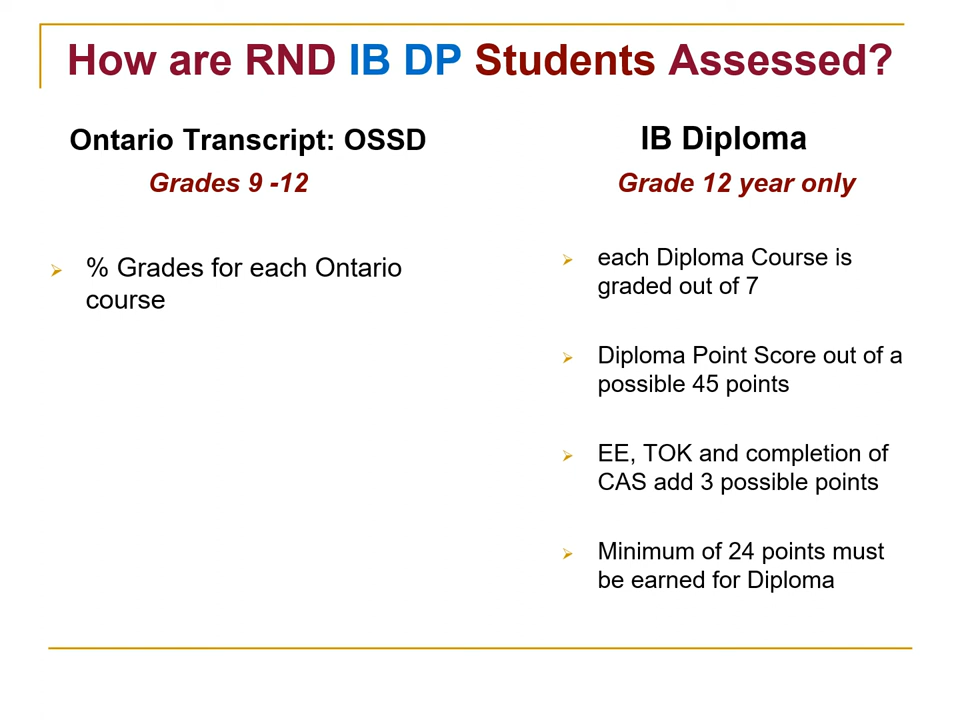 How are RND IB DP Students Assessed?
Ontario Transcript: OSSD
Grades 9 -12
% Grades for each Ontario
course
IB Diploma
Grade 12 year only
each Diploma Course is
graded out of 7
Diploma Point Score out of a
possible 45 points
EE, TOK and completion of
CAS add 3 possible points
Minimum of 24 points must
be earned for Diploma